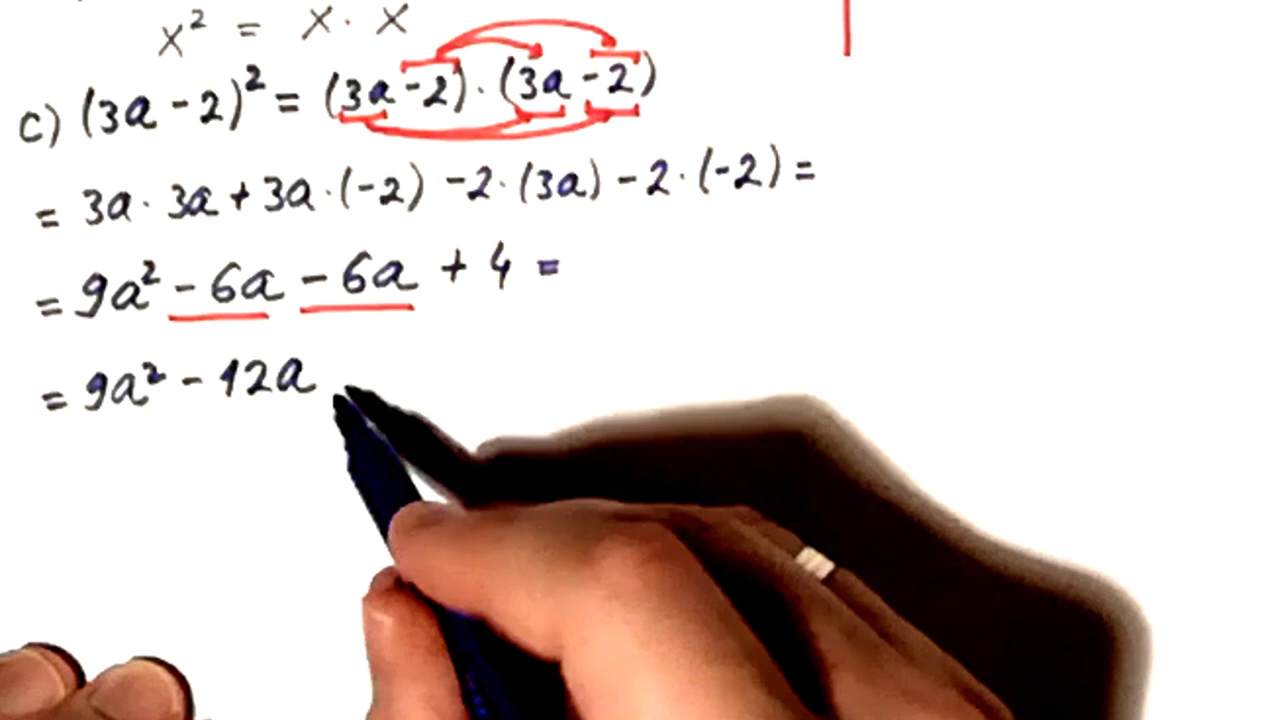 x² = x · x
c) (3a - 2)² = (3a - 2) · (3a - 2)
= 3a · 3a + 3a · (-2) - 2 · (3a) - 2 · (-2) =
= 9a² - 6a - 6a + 4 =
= 9a² - 12a